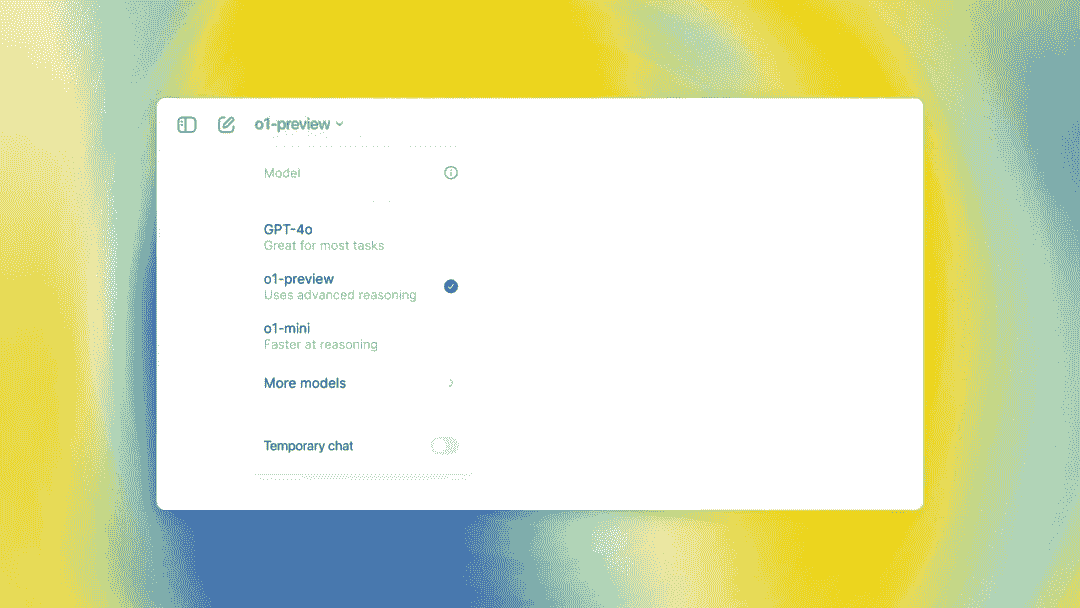 o1-preview
Model
GPT-4o
Great for most tasks
o1-preview
Uses advanced reasoning
o1-mini
Faster at reasoning
More models
Temporary chat